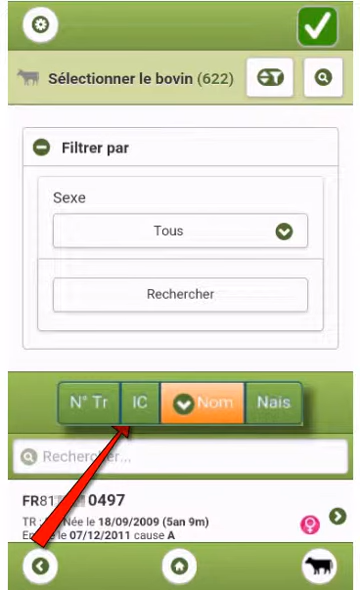 Sélectionner le bovin (622)
Filtrer par
Sexe
Tous
Rechercher
N° Tr IC Nom Nais
Rechercher...
FR81 0497
TR : Née le 18/09/2009 (5an 9m)
le 07/12/2011 cause A